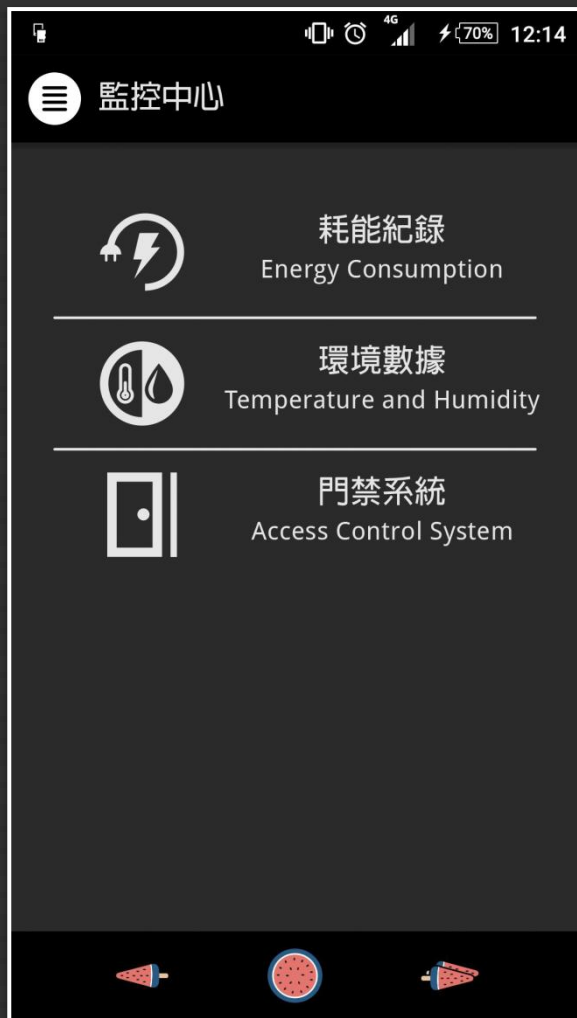 4G 70% 12:14
監控中心
耗能紀錄
Energy Consumption
環境數據
Temperature and Humidity
門禁系統
Access Control System